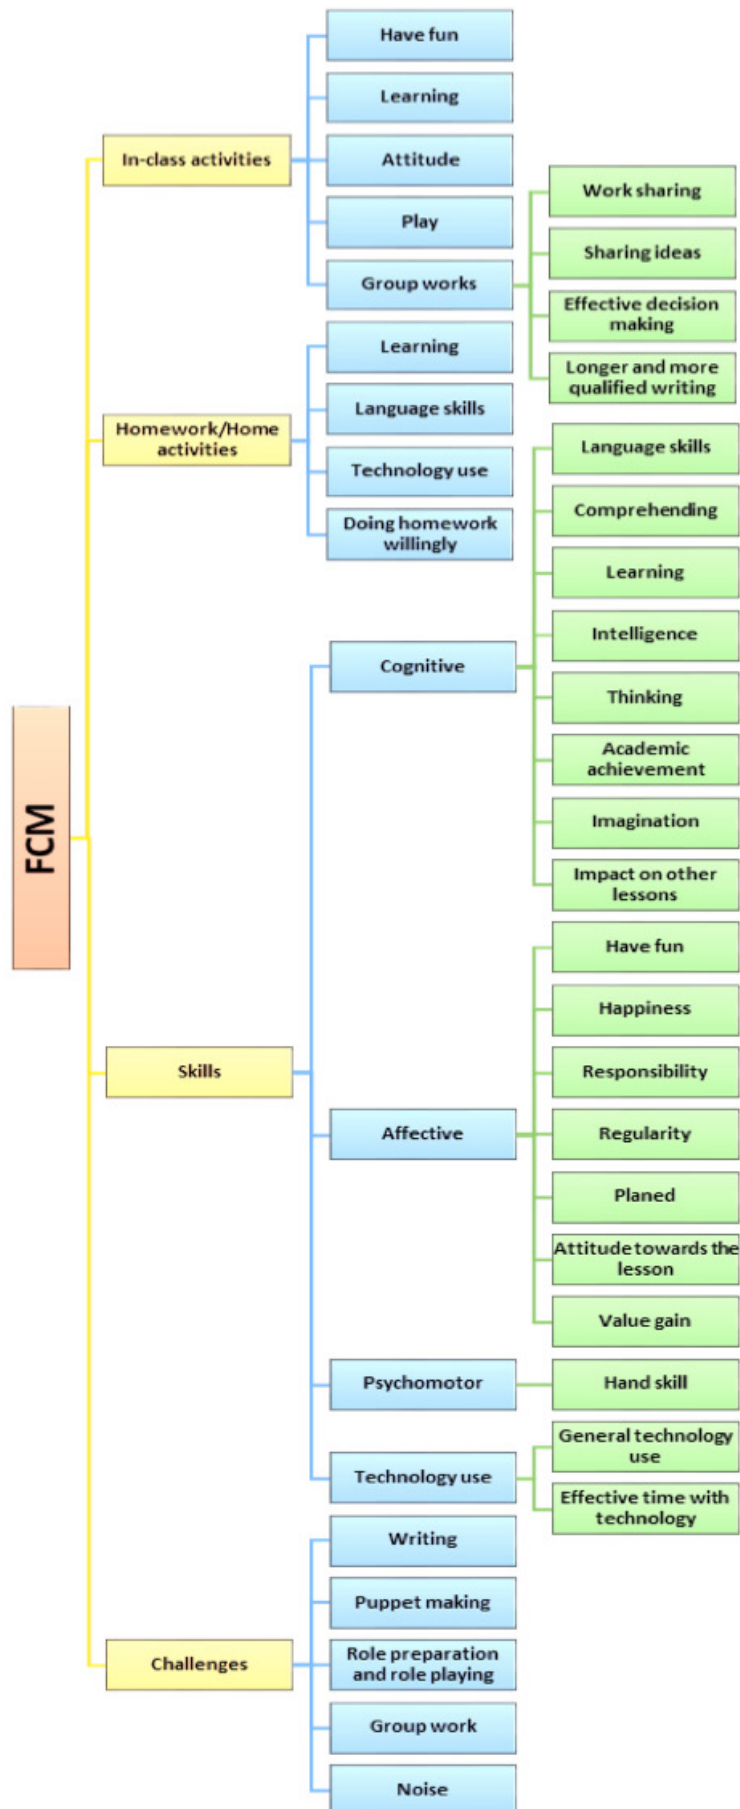 FCM
In-class activities
Have fun
Learning
Attitude
Play
Group works
Work sharing
Sharing ideas
Effective decision
making
Longer and more
qualified writing
Homework/Home
activities
Learning
Language skills
Technology use
Doing homework
willingly
Skills
Cognitive
Language skills
Comprehending
Learning
Intelligence
Thinking
Academic
achievement
Imagination
Impact on other
lessons
Affective
Have fun
Happiness
Responsibility
Regularity
Planed
Attitude towards the
lesson
Value gain
Psychomotor
Hand skill
Technology use
General technology
use
Effective time with
technology
Challenges
Writing
Puppet making
Role preparation
and role playing
Group work
Noise